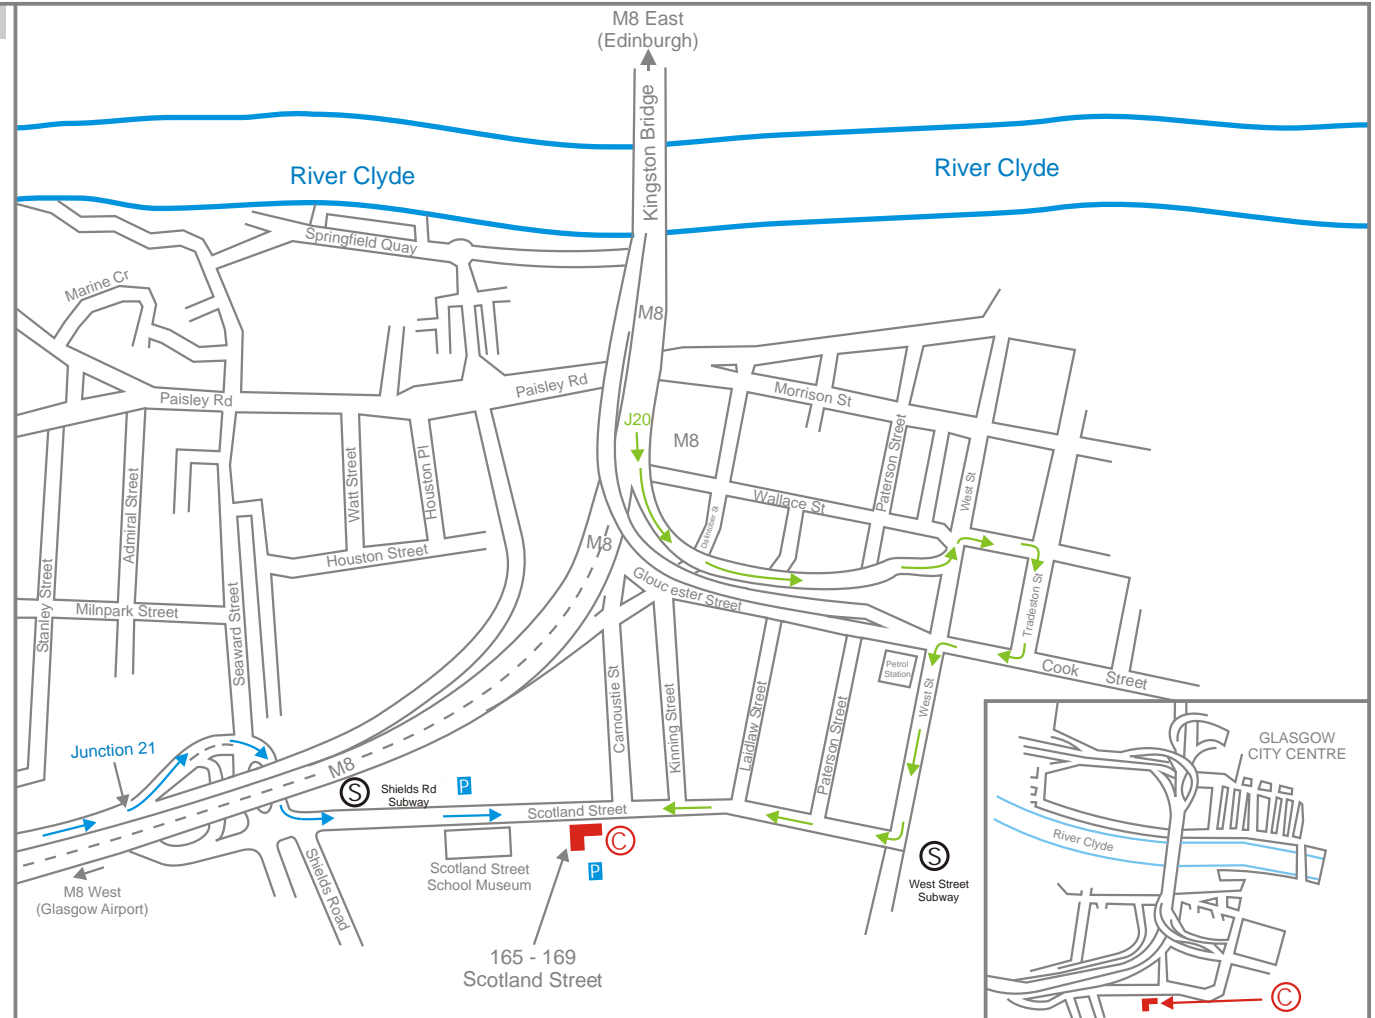 M8 East
(Edinburgh)
Kingston Bridge
River Clyde
River Clyde
Springfield Quay
Marine Cr
M8
Paisley Rd
Paisley Rd
Morrison St
J20
M8
Paterson Street
West St
Wallace St
Dalintober St
Admiral Street
Watt Street
Houston Pl
M8
Houston Street
Gloucester Street
Stanley Street
Milnpark Street
Seaward Street
Tradeston St
Petrol
Station
Cook Street
West St
Carnoustie St
Kinning Street
Laidlaw Street
Paterson Street
Junction 21
M8
S
Shields Rd
Subway
P
Scotland Street
C
P
Scotland Street
School Museum
S
West Street
Subway
M8 West
(Glasgow Airport)
Shields Road
165 - 169
Scotland Street
GLASGOW
CITY CENTRE
River Clyde
C